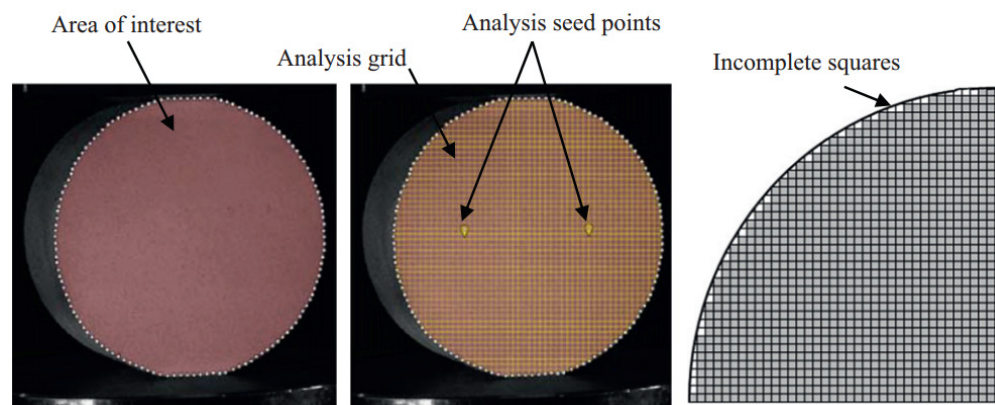 Area of interest
Analysis seed points
Analysis grid
Incomplete squares